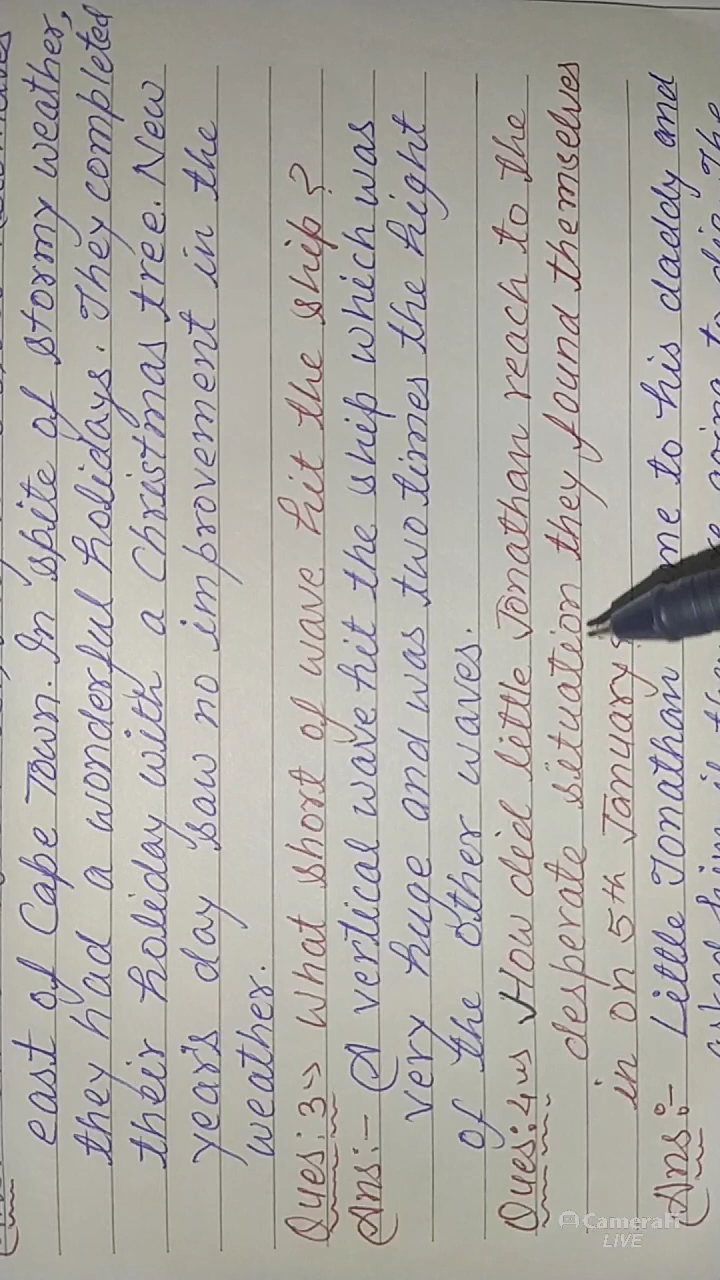 east of Cape Town. In spite of stormy weather,
they had a wonderful holidays. They completed
their holiday with a Christmas tree. New
year's day saw no improvement in the
weather.
Ques:3→ What short of wave hit the ship?
Ans:- A vertical wave hit the ship which was
very huge and was two times the hight
of the other waves.
Ques:4→ How did little Jonathan reach to the
desperate situation they found themselves
in on 5th January
Ans:- Little Jonathan me to his daddy and
CameraFi
LIVE